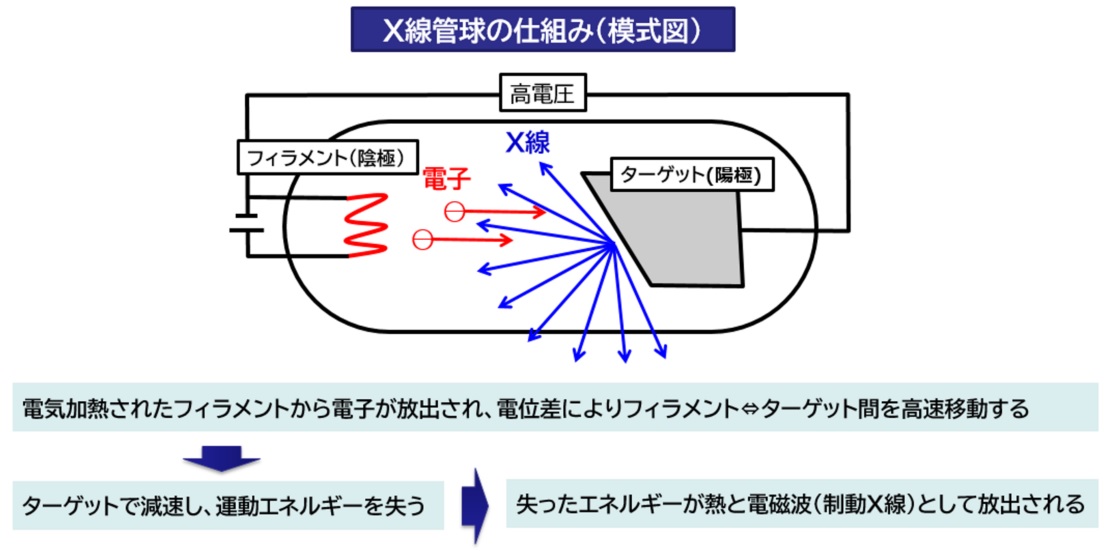 X線管球の仕組み(模式図)
高電圧
フィラメント(陰極)
X線
ターゲット(陽極)
電子
電気加熱されたフィラメントから電子が放出され、電位差によりフィラメント⇔ターゲット間を高速移動する
ターゲットで減速し、運動エネルギーを失う
失ったエネルギーが熱と電磁波(制動X線)として放出される